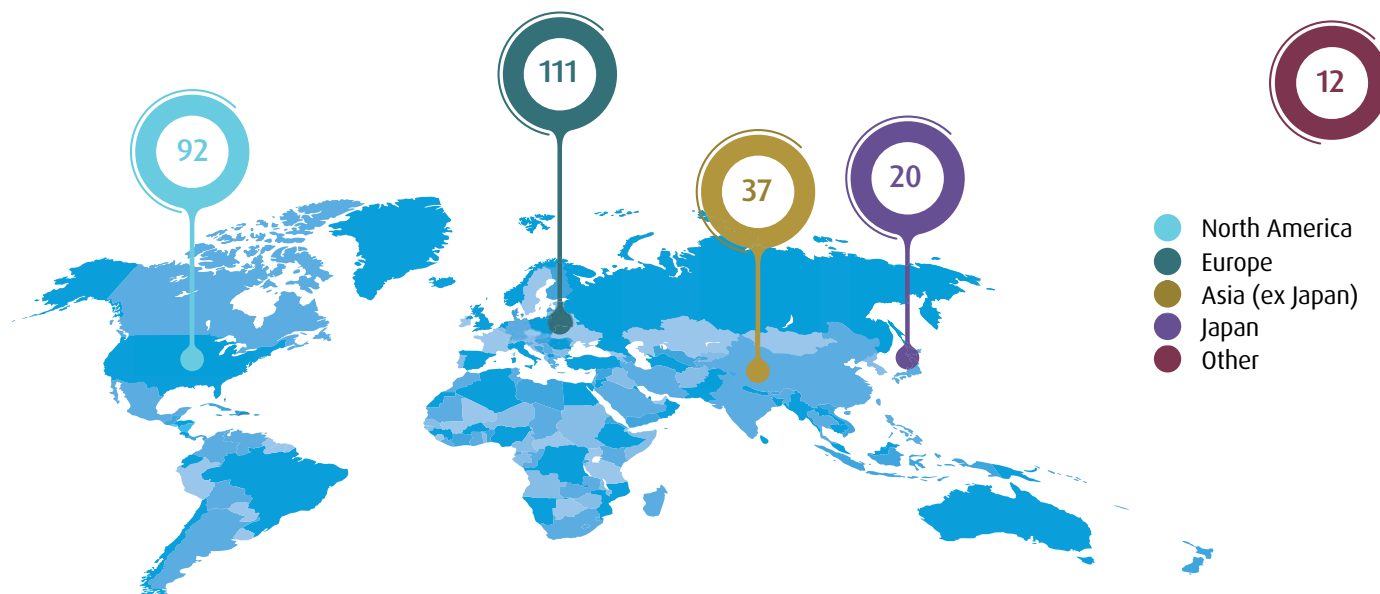 111
12
92
37
20
North America
Europe
Asia (ex Japan)
Japan
Other